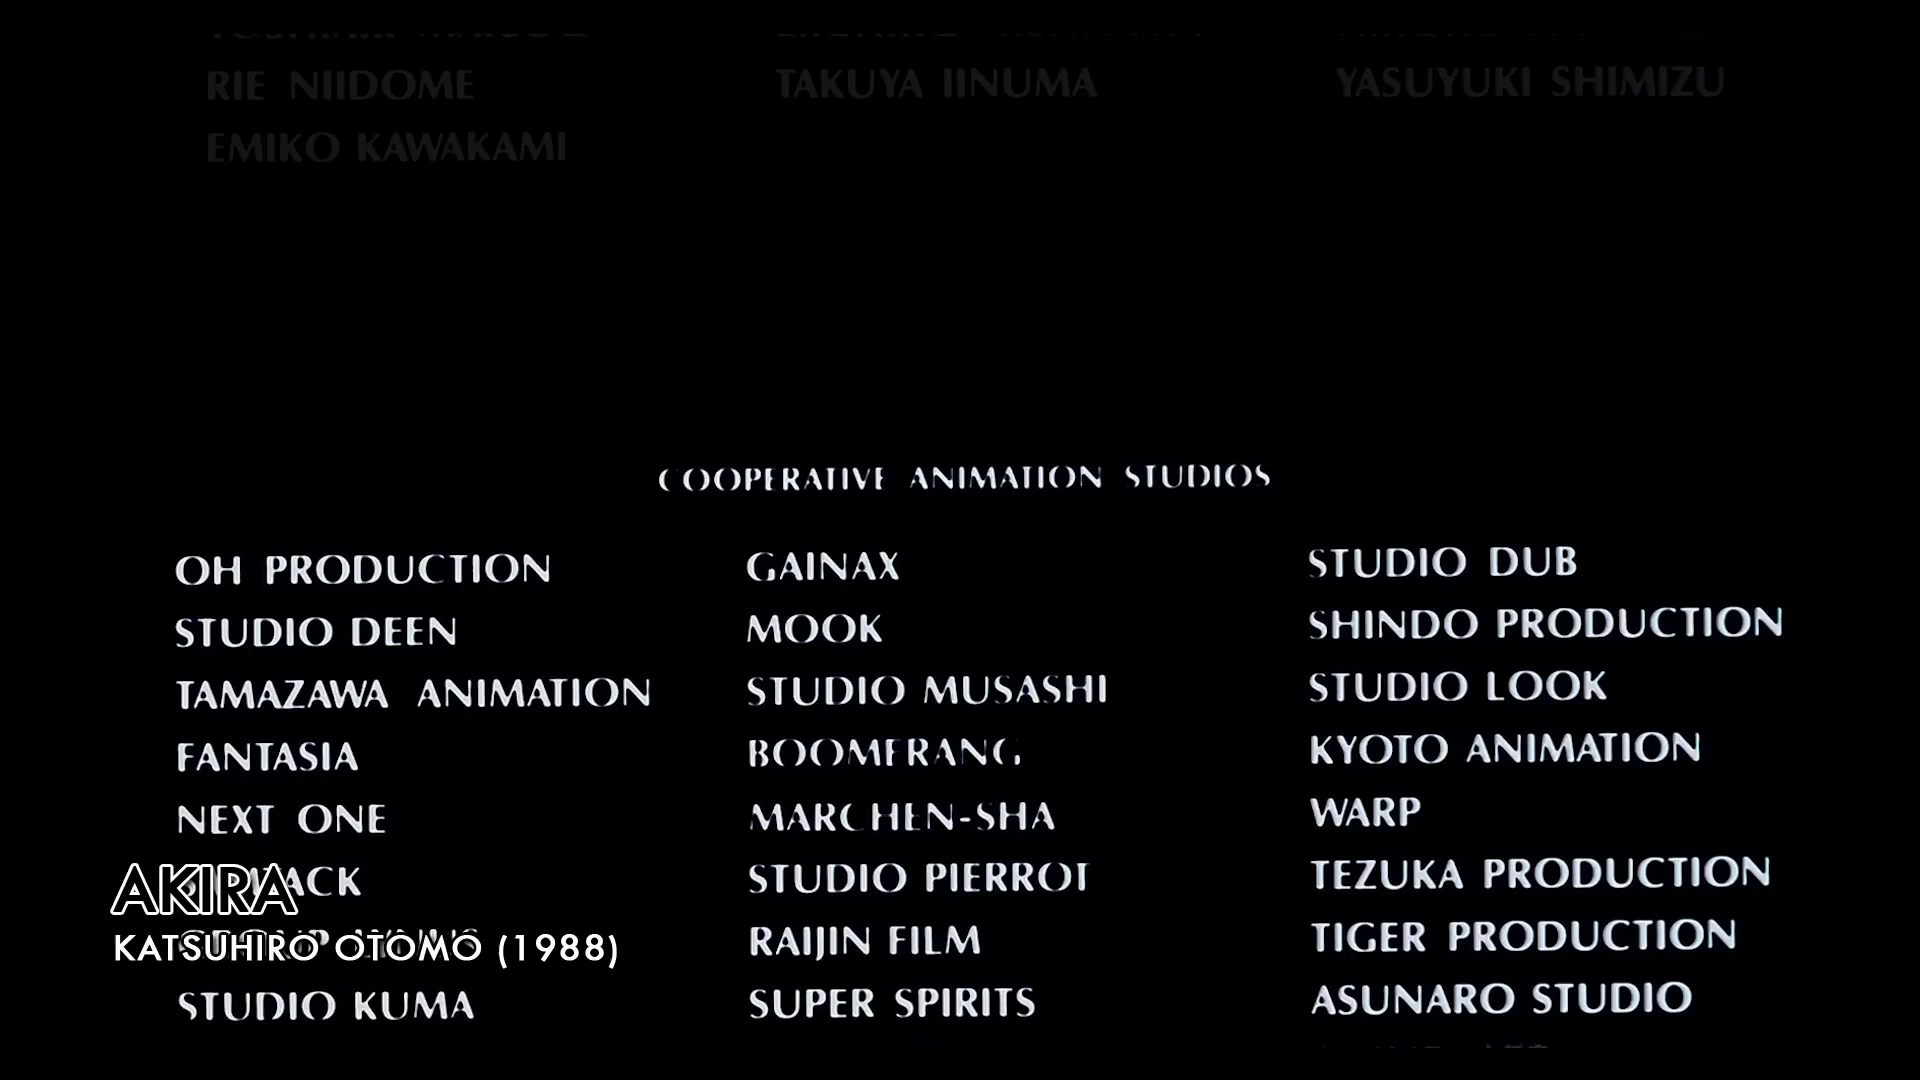 RIE NIIDOME
TAKUYA IINUMA
YASUYUKI SHIMIZU
EMIKO KAWAKAMI
COOPERATIVE ANIMATION STUDIOS
OH PRODUCTION
GAINAX
STUDIO DUB
STUDIO DEEN
MOOK
SHINDO PRODUCTION
TAMAZAWA ANIMATION
STUDIO MUSASHI
STUDIO LOOK
FANTASIA
BOOMERANG
KYOTO ANIMATION
NEXT ONE
MARCHEN-SHA
WARP
STUDIO PIERROT
TEZUKA PRODUCTION
AKIRA
RAIJIN FILM
TIGER PRODUCTION
KATSUHIRO OTOMO (1988)
STUDIO KUMA
SUPER SPIRITS
ASUNARO STUDIO